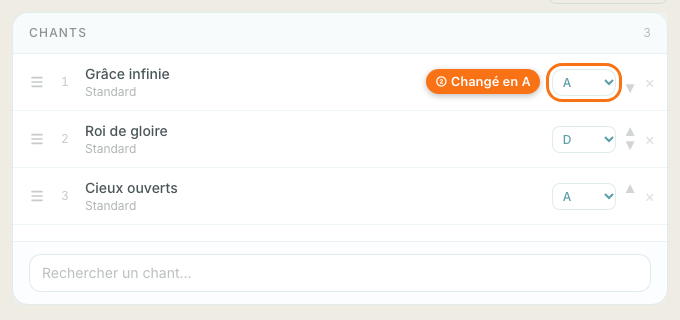 CHANTS 3
1 Grâce infinie ② Changé en A A ▼ ×
Standard
2 Roi de gloire D ▲ ▼ ×
Standard
3 Cieux ouverts A ▲ ×
Standard
Rechercher un chant...